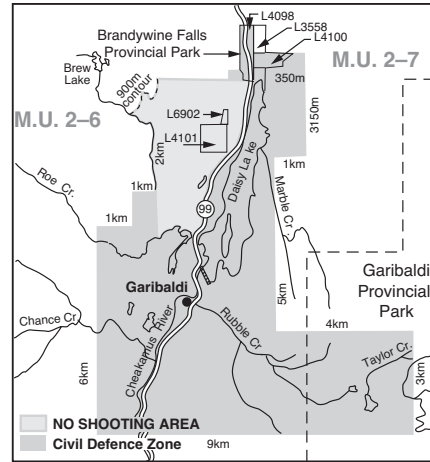 L4098
Brandywine Falls
Provincial Park
L3558
L4100
Brew
Lake
900m
contour
350m
M.U. 2–7
M.U. 2–6
L6902
3150m
L4101
2km
Daisy Lake
1km
Roe Cr.
Marble Cr.
1km
99
1km
Garibaldi
Provincial
Park
Garibaldi
5km
Chance Cr.
Cheakamus River
Rubble Cr.
4km
Taylor Cr.
6km
3km
NO SHOOTING AREA
Civil Defence Zone
9km